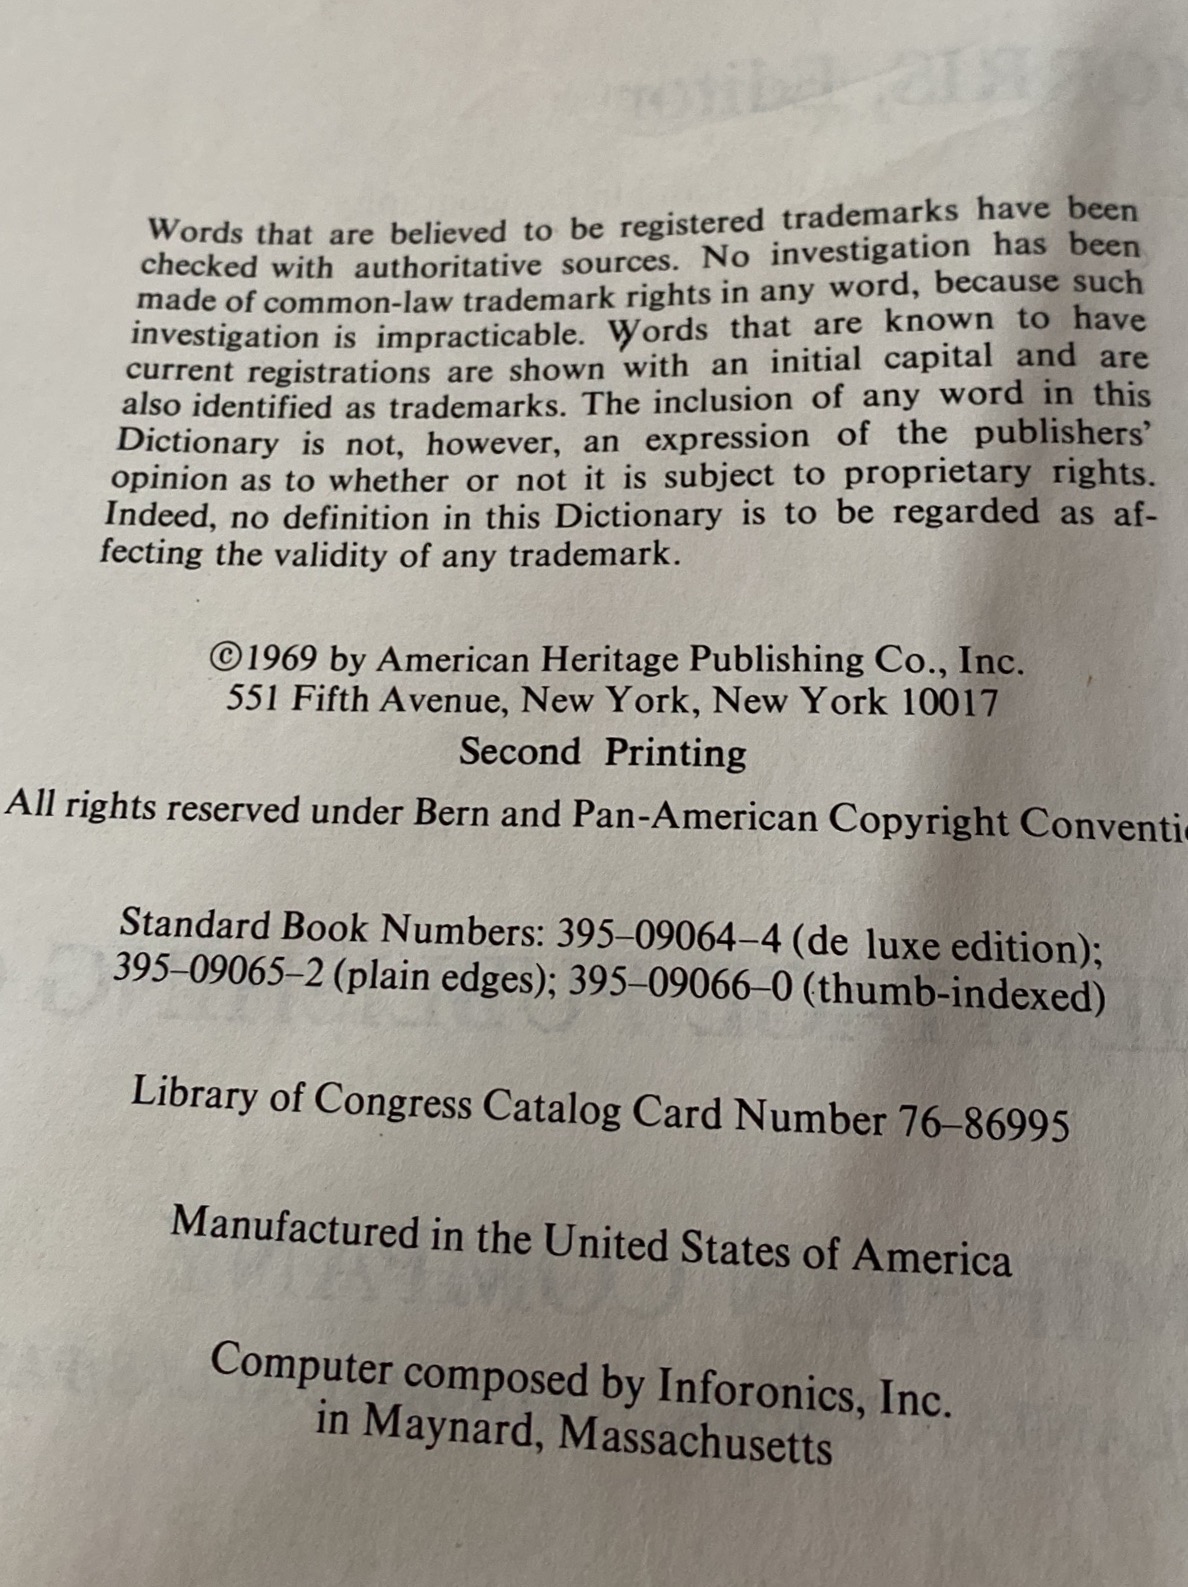 Words that are believed to be registered trademarks have been
checked with authoritative sources. No investigation has been
made of common-law trademark rights in any word, because such
investigation is impracticable. Words that are known to have
current registrations are shown with an initial capital and are
also identified as trademarks. The inclusion of any word in this
Dictionary is not, however, an expression of the publishers'
opinion as to whether or not it is subject to proprietary rights.
Indeed, no definition in this Dictionary is to be regarded as af-
fecting the validity of any trademark.
©1969 by American Heritage Publishing Co., Inc.
551 Fifth Avenue, New York, New York 10017
Second Printing
All rights reserved under Bern and Pan-American Copyright Conventi
Standard Book Numbers: 395–09064–4 (de luxe edition);
395–09065–2 (plain edges); 395–09066–0 (thumb-indexed)
Library of Congress Catalog Card Number 76–86995
Manufactured in the United States of America
Computer composed by Inforonics, Inc.
in Maynard, Massachusetts